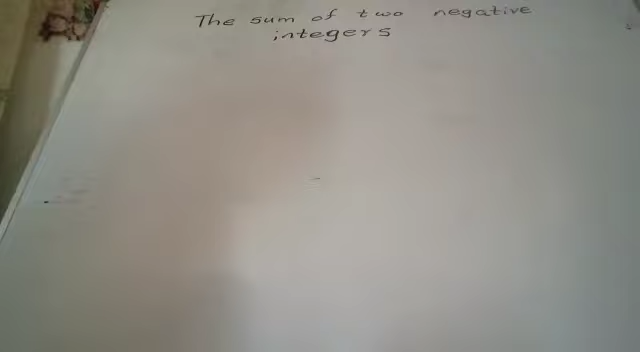 The sum of two negative
integers